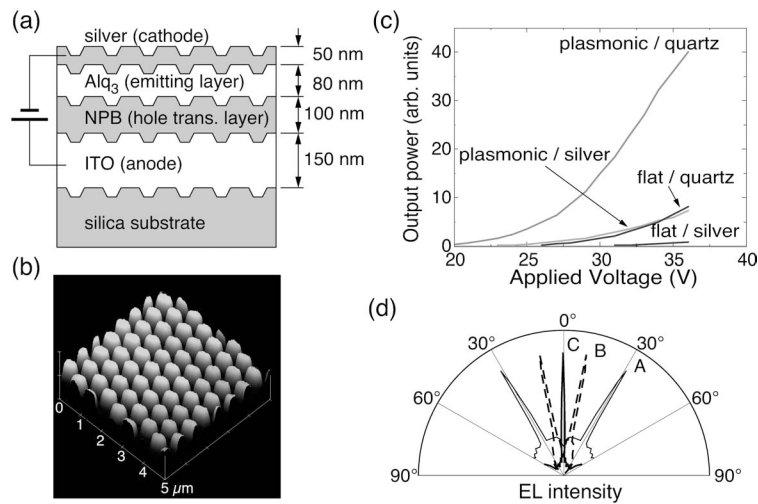 (a)
silver (cathode)
50 nm
Alq3 (emitting layer)
80 nm
NPB (hole trans. layer)
100 nm
ITO (anode)
150 nm
silica substrate
(b)
0
1
2
3
4
5 µm
(c)
Output power (arb. units)
40
30
20
10
0
plasmonic / quartz
plasmonic / silver
flat / quartz
flat / silver
20 25 30 35 40
Applied Voltage (V)
(d)
0°
30° C B 30°
A
60° 60°
90° 90°
EL intensity